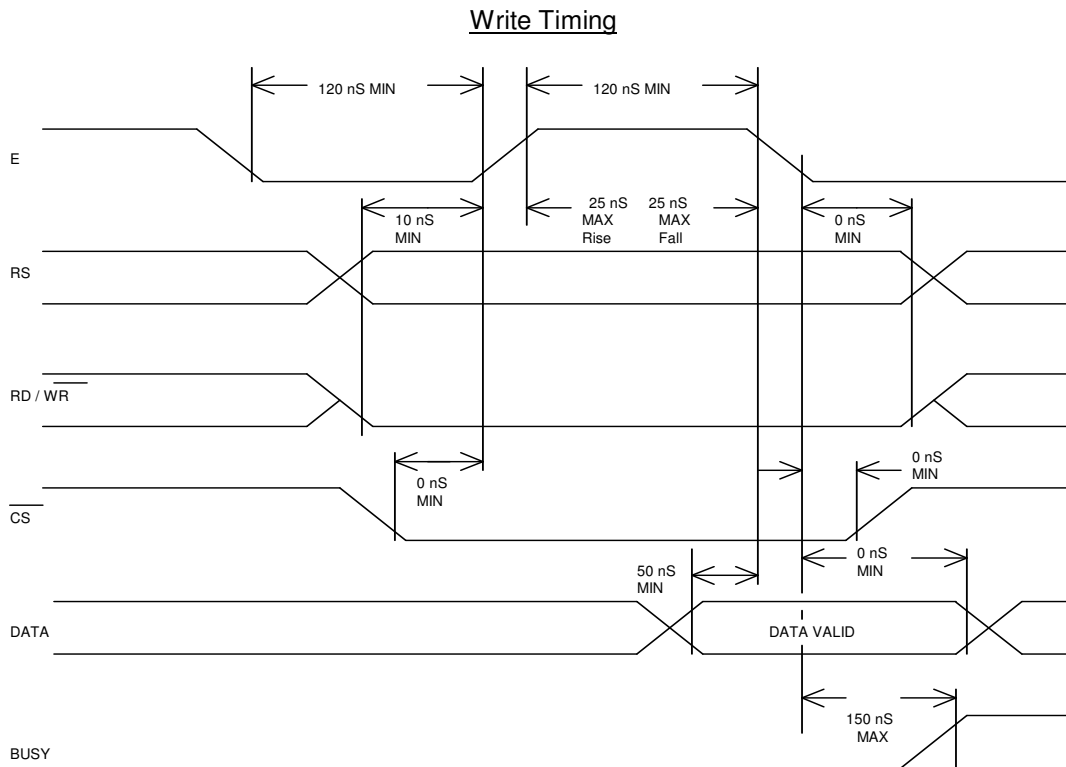 Write Timing
120 nS MIN
120 nS MIN
E
10 nS
MIN
25 nS
MAX
Rise
25 nS
MAX
Fall
0 nS
MIN
RS
RD / WR
0 nS
MIN
0 nS
MIN
CS
50 nS
MIN
0 nS
MIN
DATA
DATA VALID
150 nS
MAX
BUSY